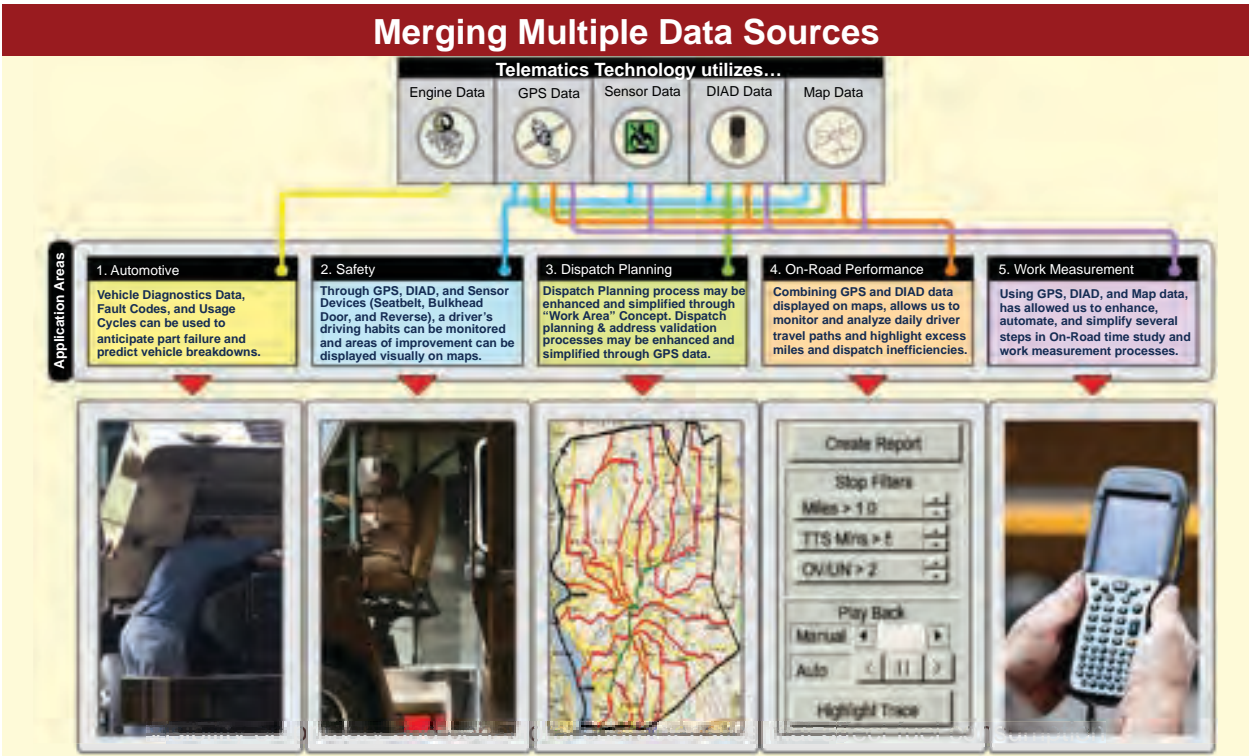 Merging Multiple Data Sources
Telematics Technology utilizes…
Engine Data
GPS Data
Sensor Data
DIAD Data
Map Data
Application Areas
1. Automotive
Vehicle Diagnostics Data,
Fault Codes, and Usage
Cycles can be used to
anticipate part failure and
predict vehicle breakdowns.
2. Safety
Through GPS, DIAD, and Sensor
Devices (Seatbelt, Bulkhead
Door, and Reverse), a driver’s
driving habits can be monitored
and areas of improvement can be
displayed visually on maps.
3. Dispatch Planning
Dispatch Planning process may be
enhanced and simplified through
“Work Area” Concept. Dispatch
planning & address validation
processes may be enhanced and
simplified through GPS data.
4. On-Road Performance
Combining GPS and DIAD data
displayed on maps, allows us to
monitor and analyze daily driver
travel paths and highlight excess
miles and dispatch inefficiencies.
5. Work Measurement
Using GPS, DIAD, and Map data,
has allowed us to enhance,
automate, and simplify several
steps in On-Road time study and
work measurement processes.
Create Report
Stop Filters
Miles > 1.0
TTS Mins >
OV/UN > 2
Play Back
Manual
Auto
Highlight Trace